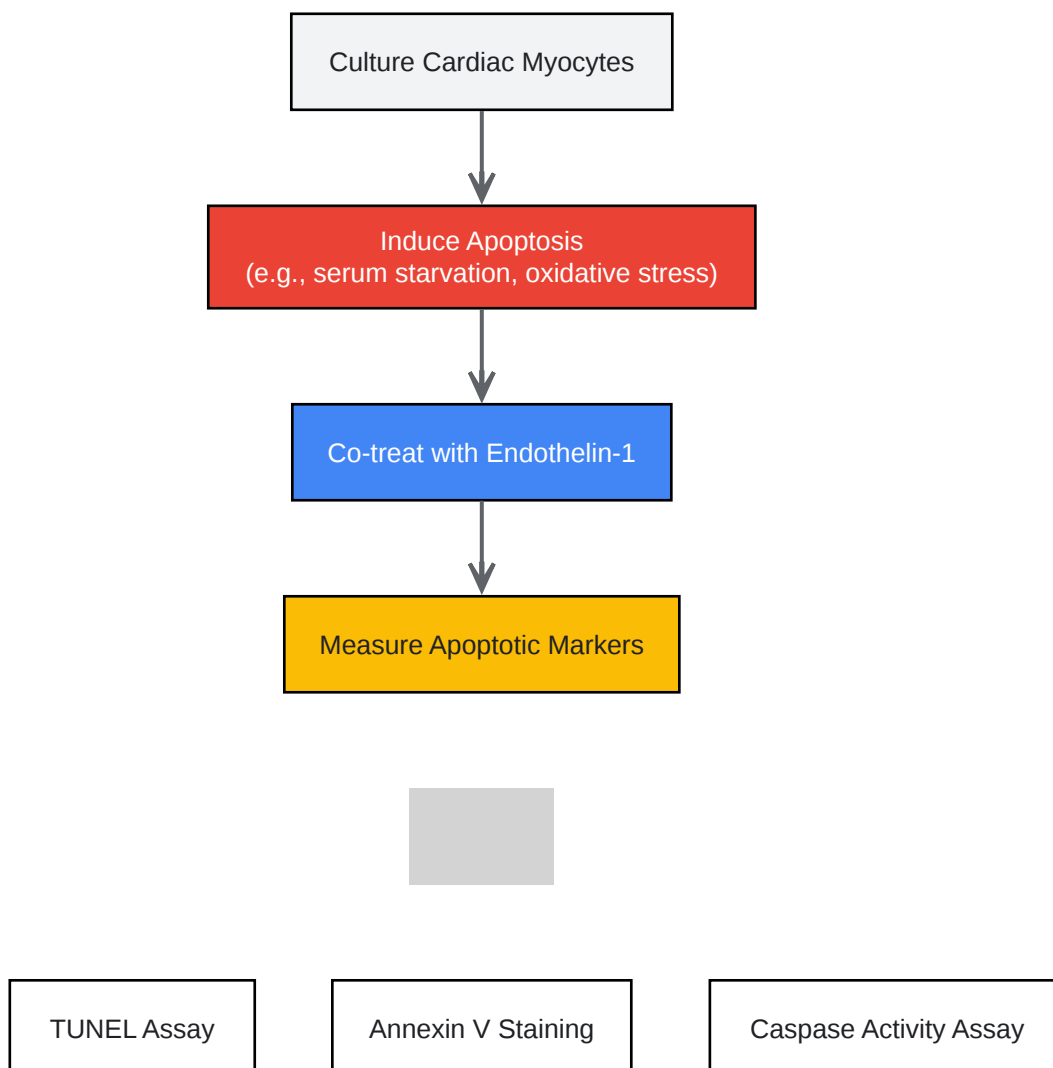 Culture Cardiac Myocytes
Induce Apoptosis
(e.g., serum starvation, oxidative stress)
Co-treat with Endothelin-1
Measure Apoptotic Markers
TUNEL Assay
Annexin V Staining
Caspase Activity Assay